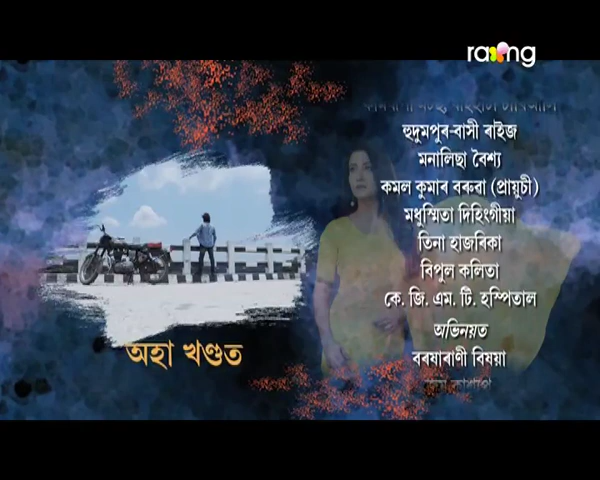 rang
হুদুমপুৰ-বাসী ৰাইজ
মনালিছা বৈশ্য
কমল কুমাৰ বৰুৱা (প্ৰায়ুচী)
মধুস্মিতা দিহিংগীয়া
তিনা হাজৰিকা
বিপুল কলিতা
কে. জি. এম. টি. হস্পিতাল
অভিনয়ত
বৰষাৰাণী বিষয়া
অহা খণ্ডত